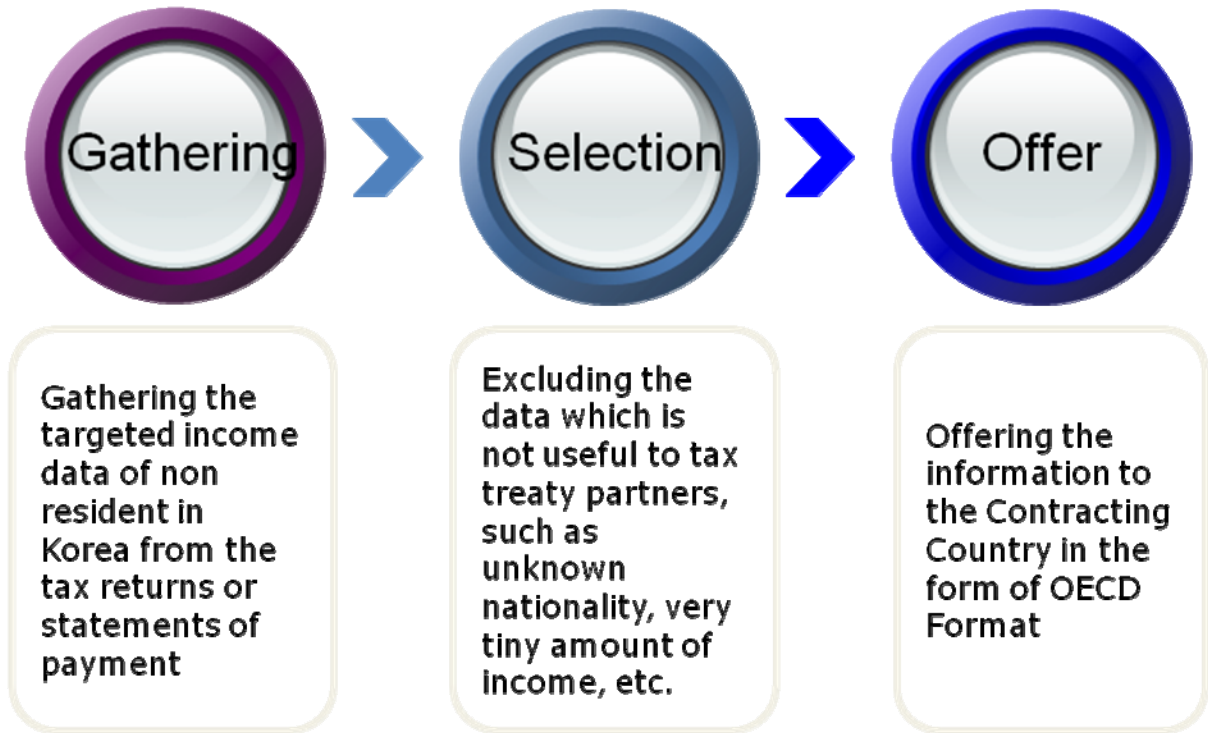 Gathering
Selection
Offer
Gathering the
targeted income
data of non
resident in
Korea from the
tax returns or
statements of
payment
Excluding the
data which is
not useful to tax
treaty partners,
such as
unknown
nationality, very
tiny amount of
income, etc.
Offering the
information to
the Contracting
Country in the
form of OECD
Format